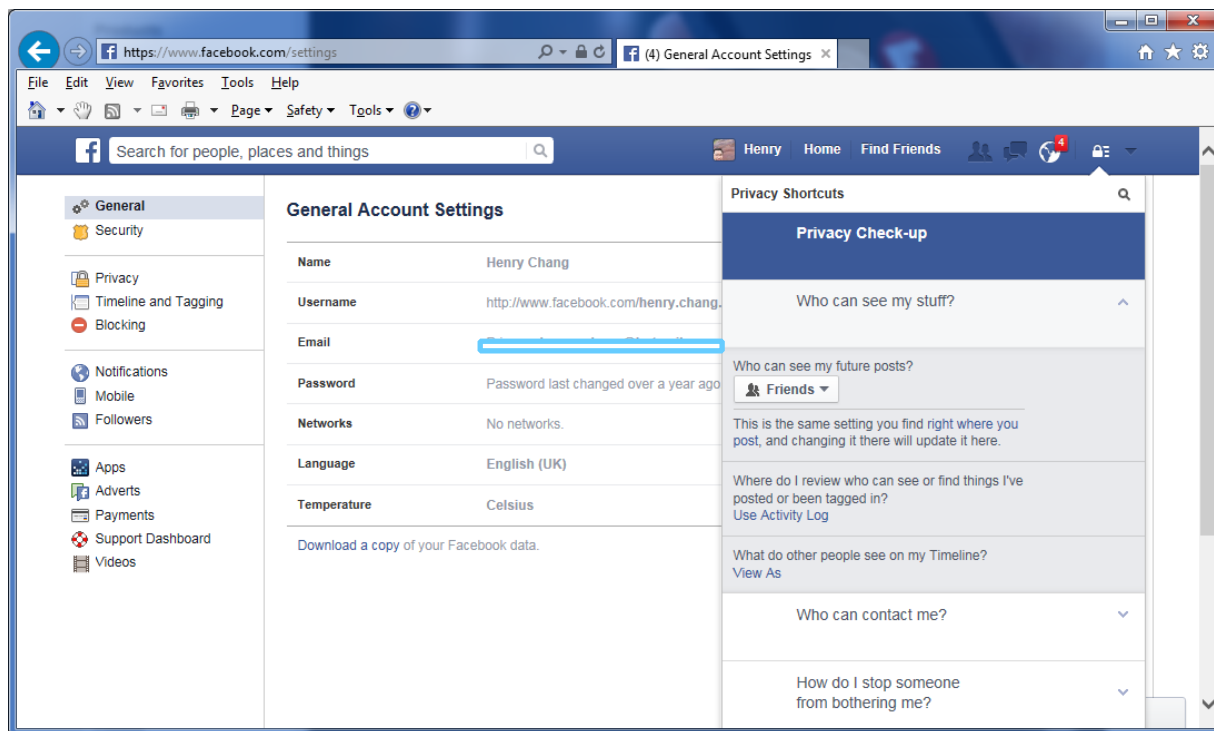 https://www.facebook.com/settings
(4) General Account Settings
File Edit View Favorites Tools Help
Page Safety Tools
Search for people, places and things
Henry Home Find Friends 4
General
Security
Privacy
Timeline and Tagging
Blocking
Notifications
Mobile
Followers
Apps
Adverts
Payments
Support Dashboard
Videos
General Account Settings
Name Henry Chang
Username http://www.facebook.com/henry.chang.
Email
Password Password last changed over a year ago
Networks No networks.
Language English (UK)
Temperature Celsius
Download a copy of your Facebook data.
Privacy Shortcuts
Privacy Check-up
Who can see my stuff?
Who can see my future posts?
Friends
This is the same setting you find right where you
post, and changing it there will update it here.
Where do I review who can see or find things I've
posted or been tagged in?
Use Activity Log
What do other people see on my Timeline?
View As
Who can contact me?
How do I stop someone
from bothering me?